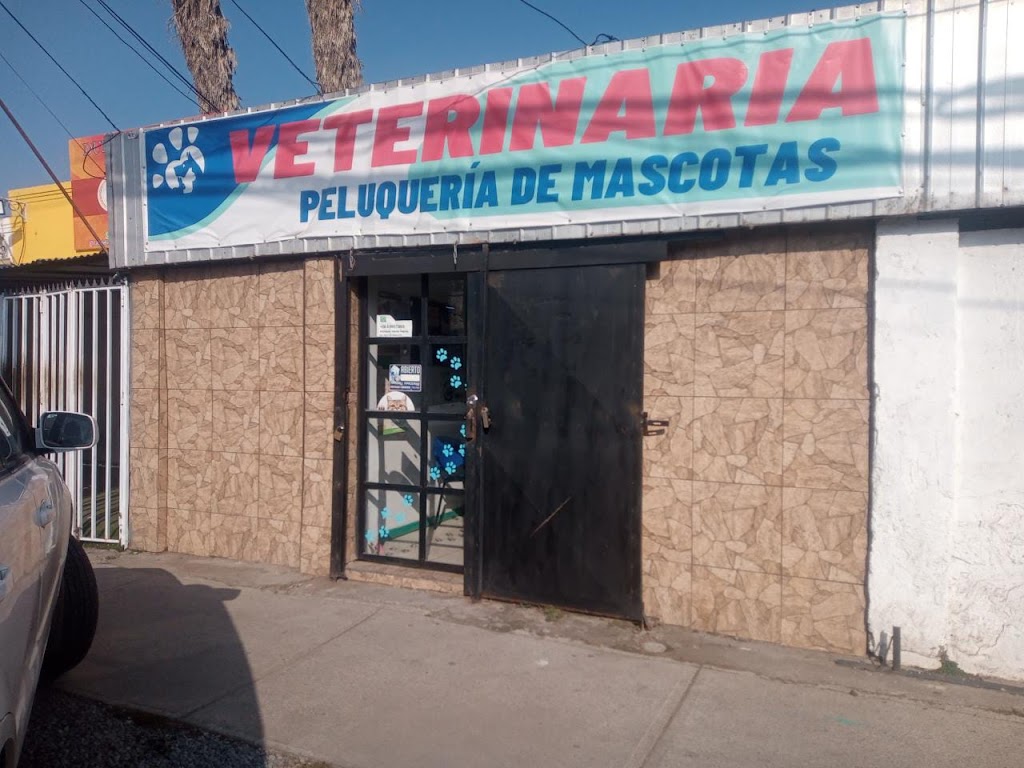 VETERINARIA
PELUQUERÍA DE MASCOTAS
ABIERTO